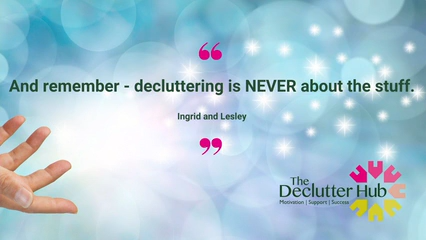 ❝
And remember - decluttering is NEVER about the stuff.
Ingrid and Lesley
❞
The
Declutter Hub
Motivation | Support | Success